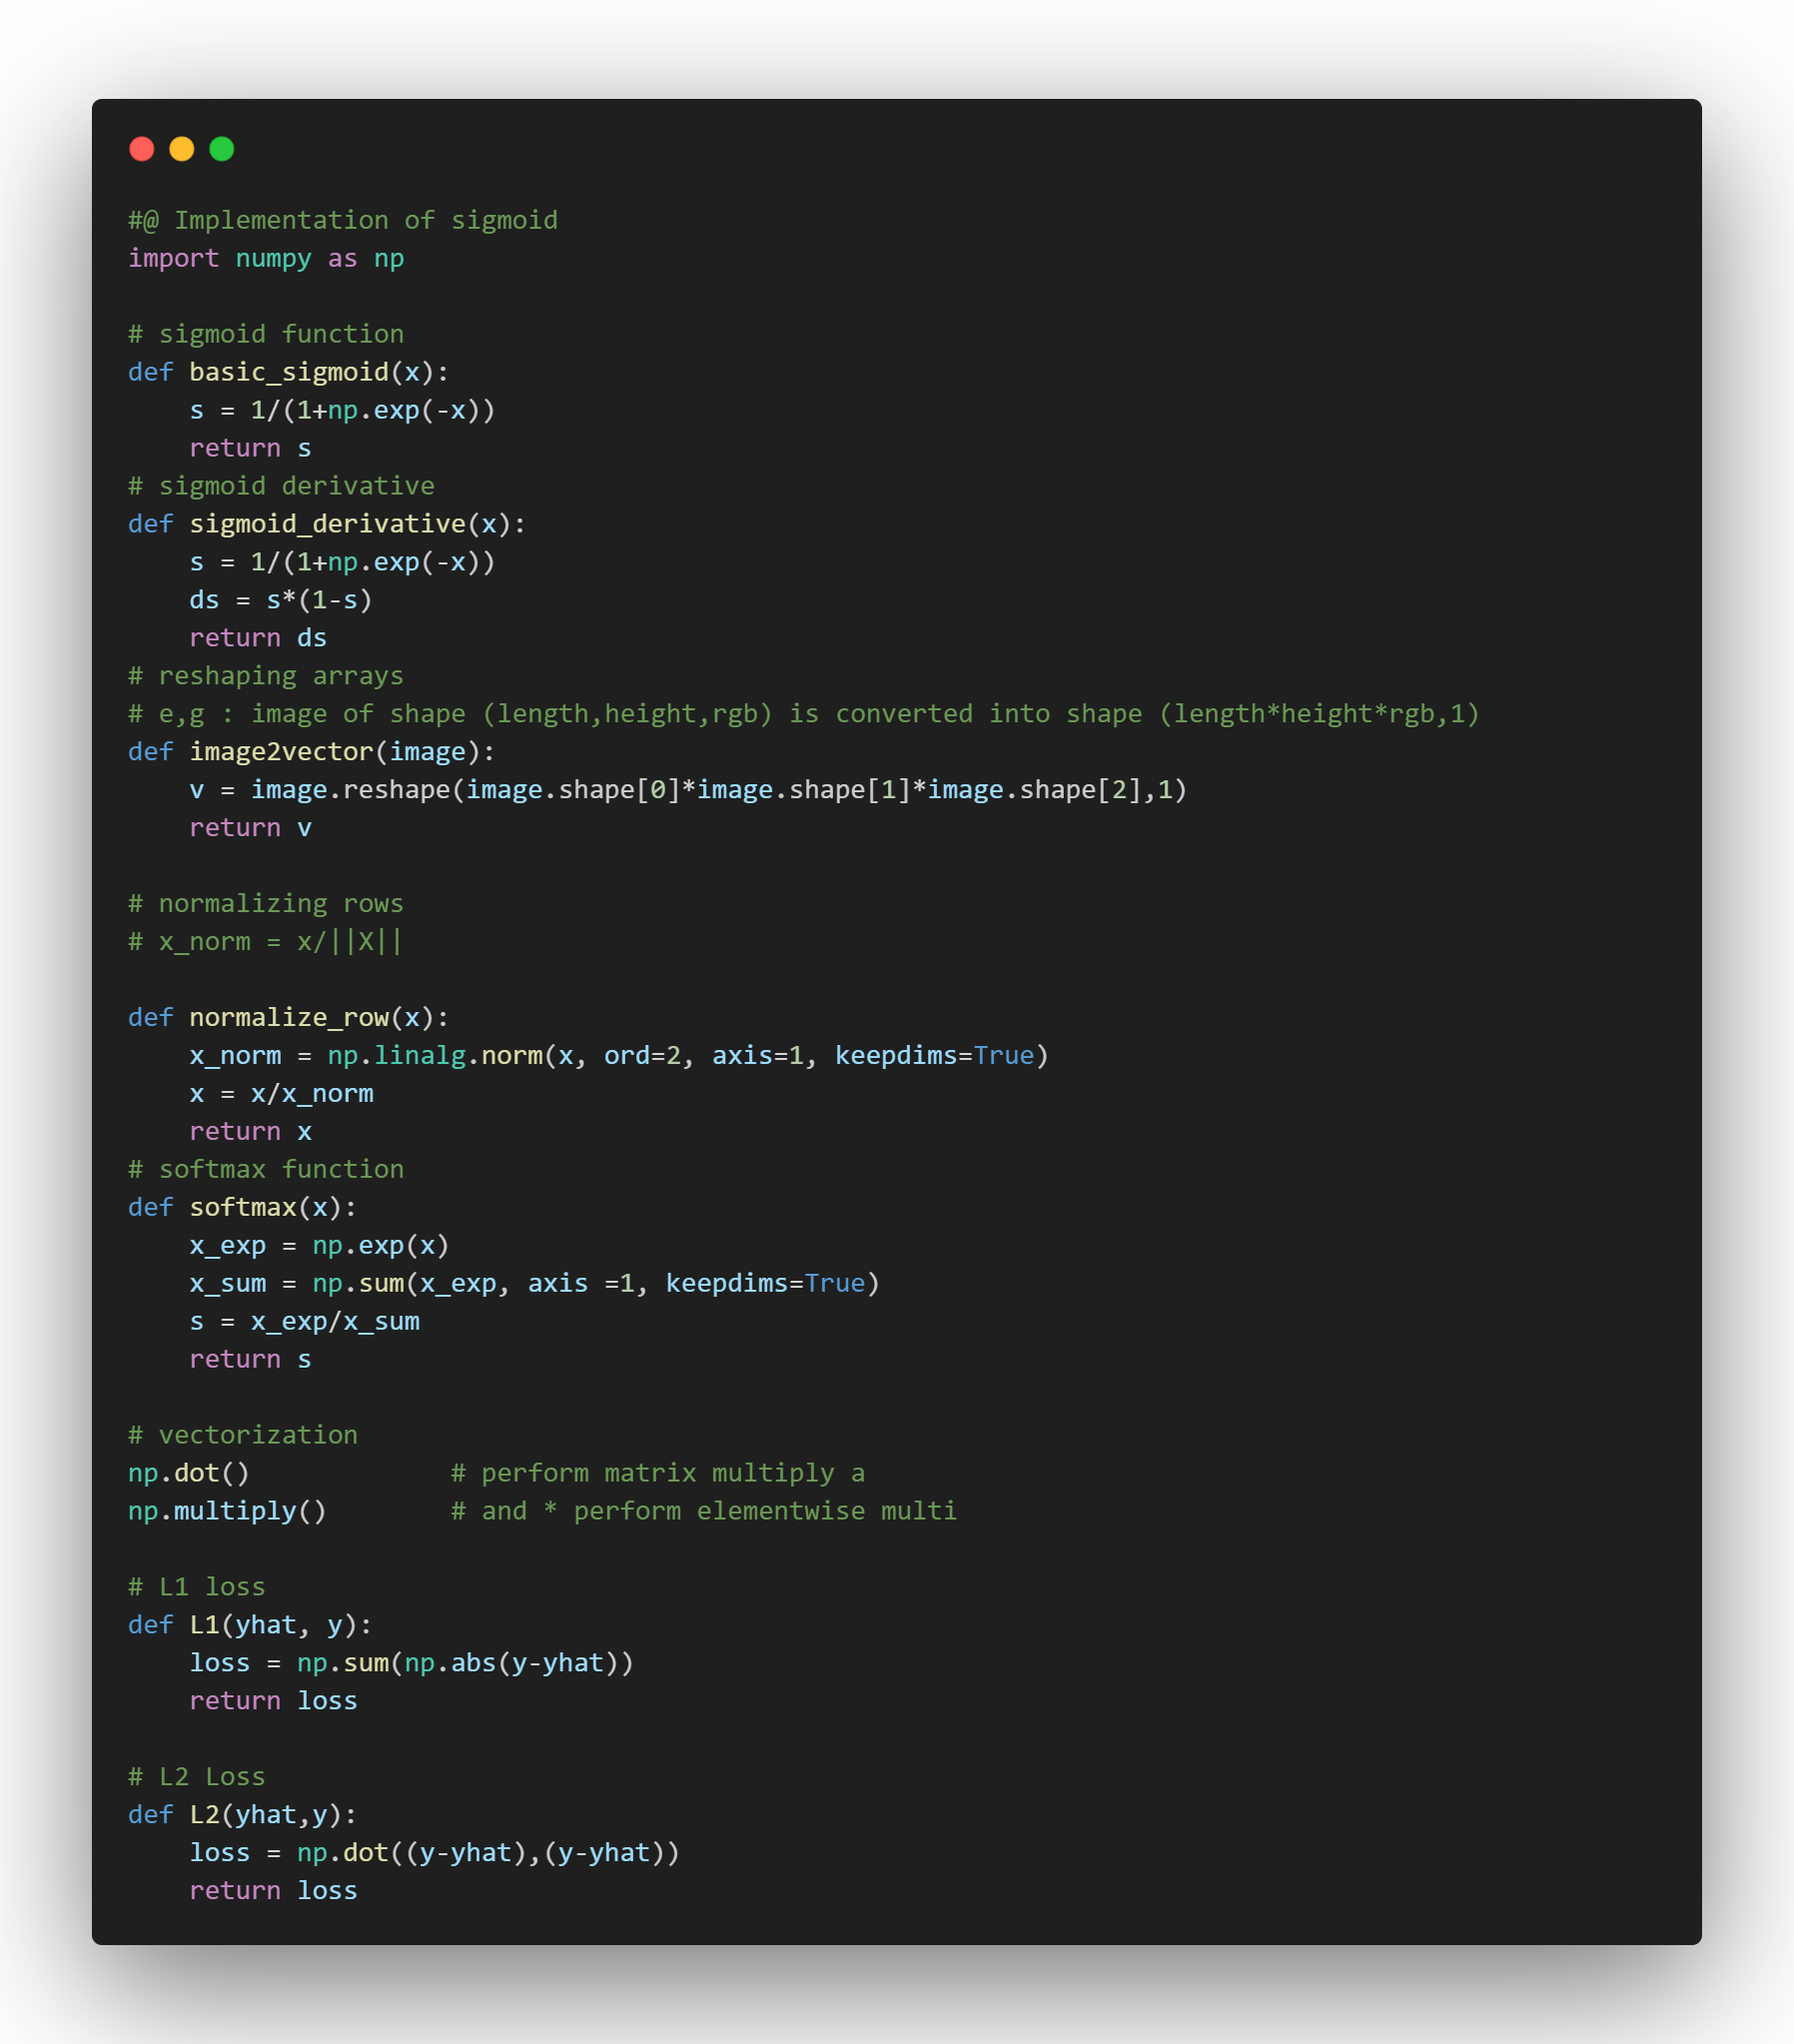 #@ Implementation of sigmoid
import numpy as np

# sigmoid function
def basic_sigmoid(x):
    s = 1/(1+np.exp(-x))
    return s
# sigmoid derivative
def sigmoid_derivative(x):
    s = 1/(1+np.exp(-x))
    ds = s*(1-s)
    return ds
# reshaping arrays
# e,g : image of shape (length,height,rgb) is converted into shape (length*height*rgb,1)
def image2vector(image):
    v = image.reshape(image.shape[0]*image.shape[1]*image.shape[2],1)
    return v

# normalizing rows
# x_norm = x/||X||

def normalize_row(x):
    x_norm = np.linalg.norm(x, ord=2, axis=1, keepdims=True)
    x = x/x_norm
    return x
# softmax function
def softmax(x):
    x_exp = np.exp(x)
    x_sum = np.sum(x_exp, axis =1, keepdims=True)
    s = x_exp/x_sum
    return s

# vectorization
np.dot()             # perform matrix multiply a
np.multiply()        # and * perform elementwise multi

# L1 loss
def L1(yhat, y):
    loss = np.sum(np.abs(y-yhat))
    return loss

# L2 Loss
def L2(yhat,y):
    loss = np.dot((y-yhat),(y-yhat))
    return loss